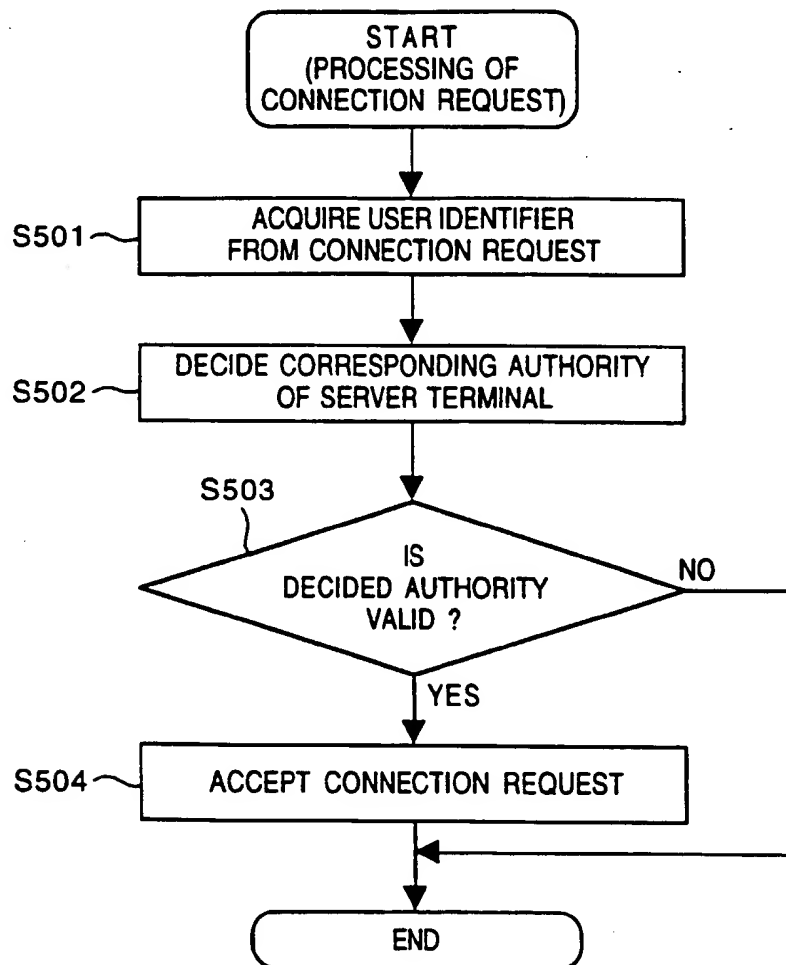 START
(PROCESSING OF
CONNECTION REQUEST)
S501
ACQUIRE USER IDENTIFIER
FROM CONNECTION REQUEST
S502
DECIDE CORRESPONDING AUTHORITY
OF SERVER TERMINAL
S503
IS
DECIDED AUTHORITY
VALID ?
NO
YES
S504
ACCEPT CONNECTION REQUEST
END